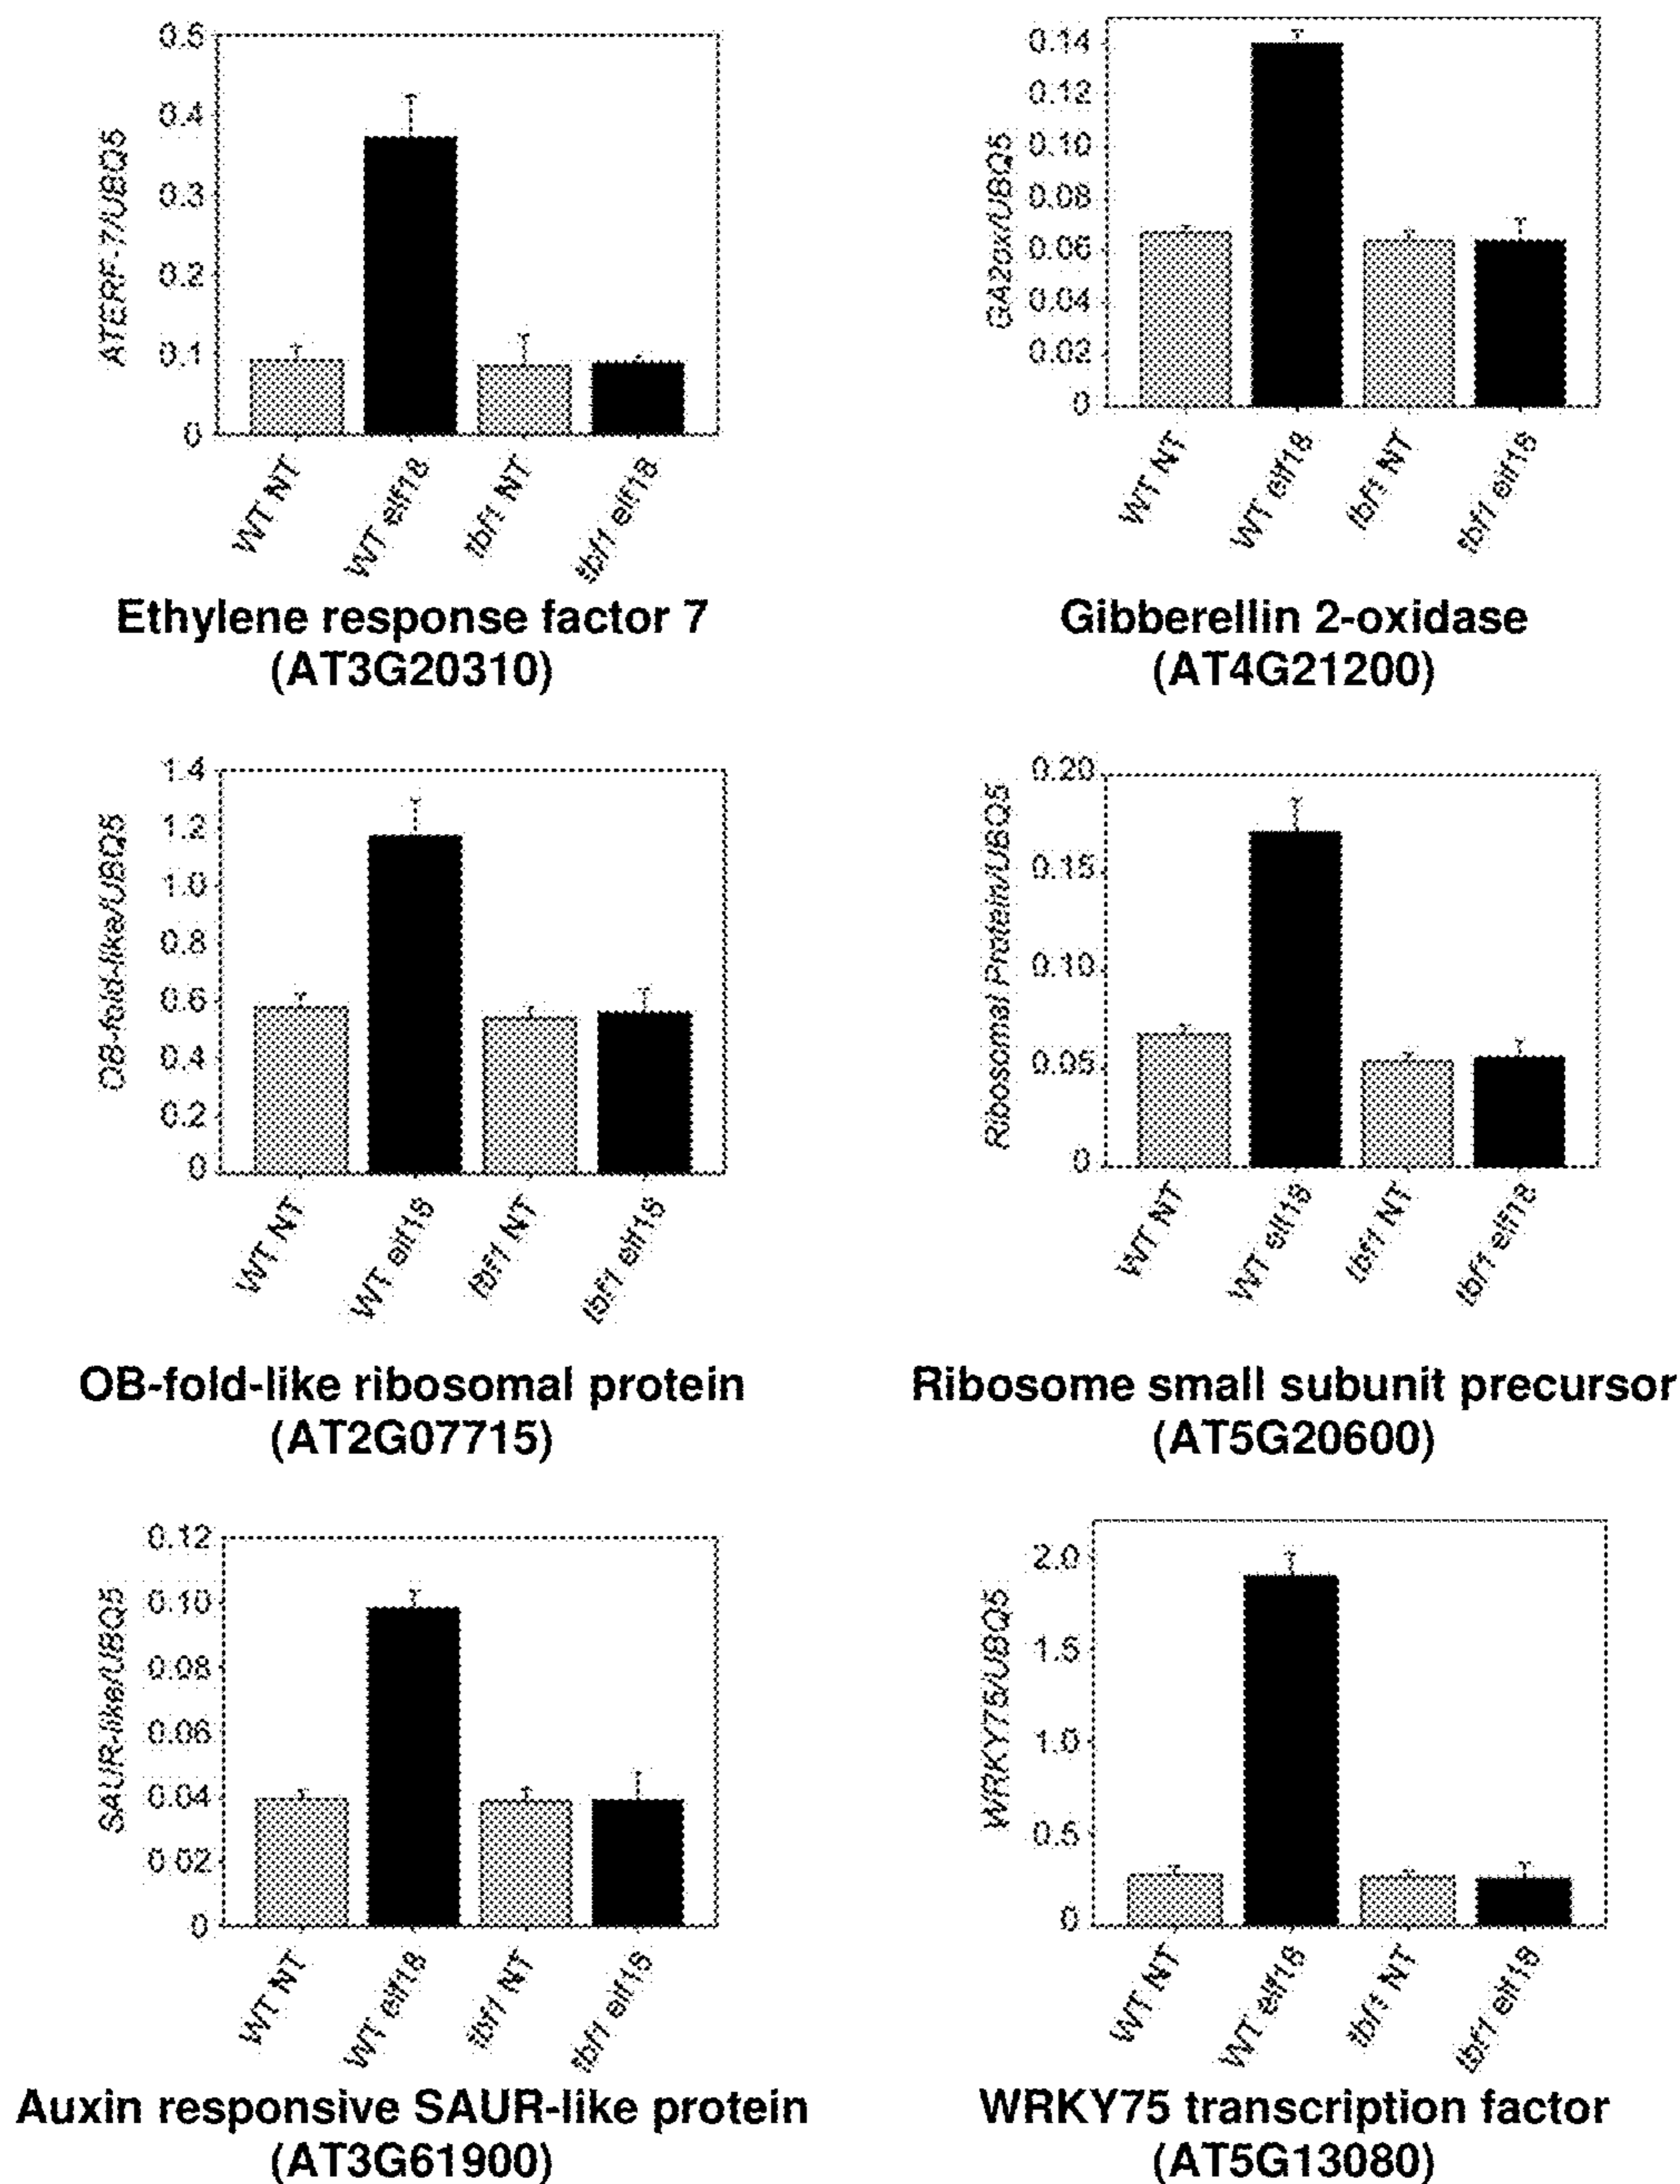 0.5
0.4
0.3
0.2
0.1
0
ATERF-7/UBQ5
WT NT
WT elf18
tbf1 NT
tbf1 elf18
Ethylene response factor 7
(AT3G20310)
0.14
0.12
0.10
0.08
0.06
0.04
0.02
0
GA2ox/UBQ5
WT NT
WT elf18
tbf1 NT
tbf1 elf18
Gibberellin 2-oxidase
(AT4G21200)
1.4
1.2
1.0
0.8
0.6
0.4
0.2
0
OB-fold-like/UBQ5
WT NT
WT elf18
tbf1 NT
tbf1 elf18
OB-fold-like ribosomal protein
(AT2G07715)
0.20
0.15
0.10
0.05
0
Ribosomal Protein/UBQ5
WT NT
WT elf18
tbf1 NT
tbf1 elf18
Ribosome small subunit precursor
(AT5G20600)
0.12
0.10
0.08
0.06
0.04
0.02
0
SAUR-like/UBQ5
WT NT
WT elf18
tbf1 NT
tbf1 elf18
Auxin responsive SAUR-like protein
(AT3G61900)
2.0
1.5
1.0
0.5
0
WRKY75/UBQ5
WT NT
WT elf18
tbf1 NT
tbf1 elf18
WRKY75 transcription factor
(AT5G13080)